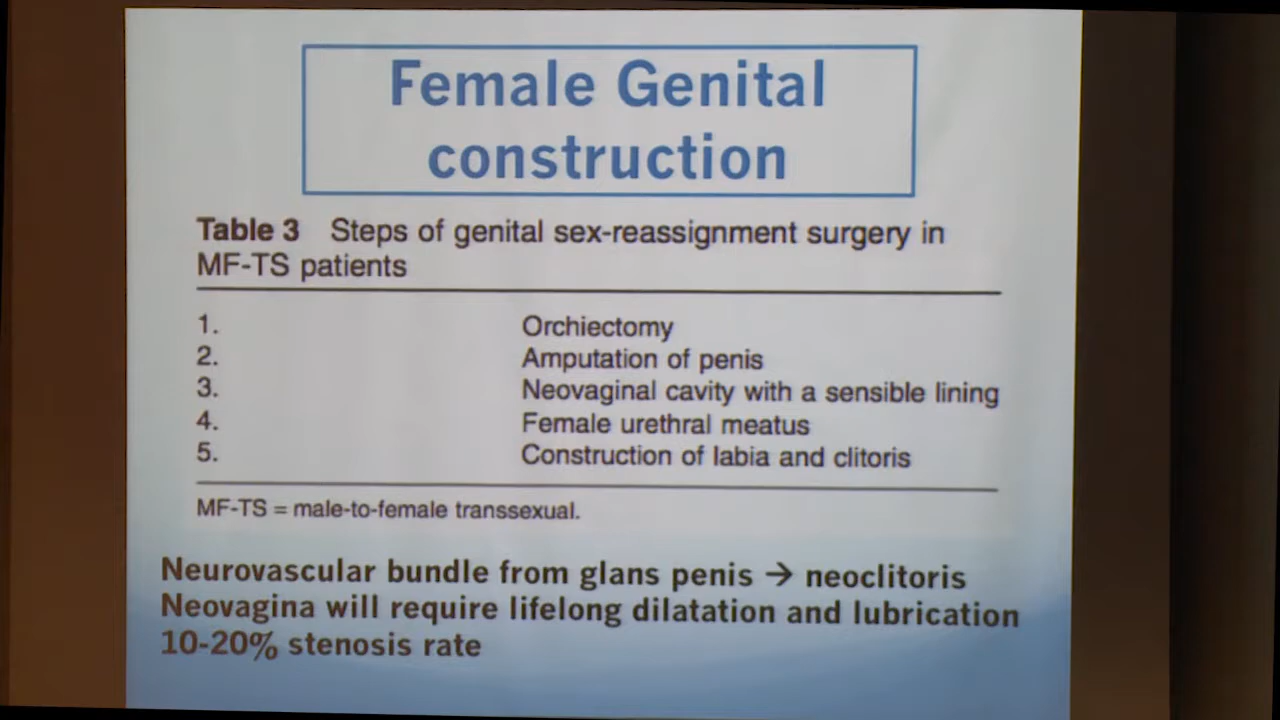 Female Genital
construction
Table 3 Steps of genital sex-reassignment surgery in
MF-TS patients
1. Orchiectomy
2. Amputation of penis
3. Neovaginal cavity with a sensible lining
4. Female urethral meatus
5. Construction of labia and clitoris
MF-TS = male-to-female transsexual.
Neurovascular bundle from glans penis → neoclitoris
Neovagina will require lifelong dilatation and lubrication
10-20% stenosis rate